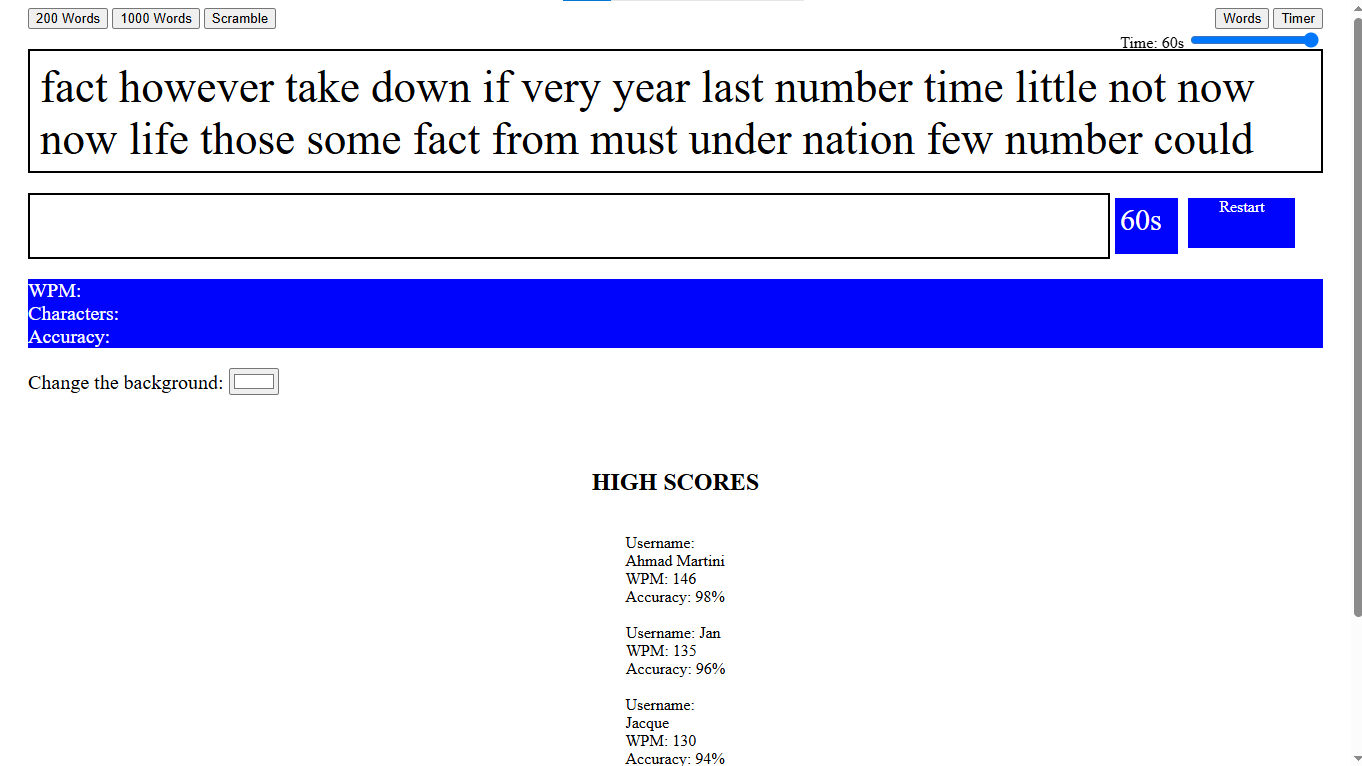 200 Words 1000 Words Scramble Words Timer
Time: 60s
fact however take down if very year last number time little not now
now life those some fact from must under nation few number could
60s Restart
WPM:
Characters:
Accuracy:
Change the background:
HIGH SCORES
Username:
Ahmad Martini
WPM: 146
Accuracy: 98%
Username: Jan
WPM: 135
Accuracy: 96%
Username:
Jacque
WPM: 130
Accuracy: 94%